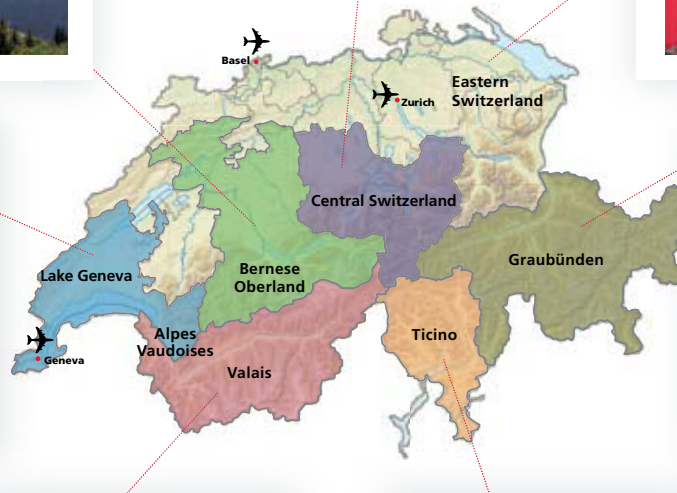 Basel
Zurich
Eastern
Switzerland
Central Switzerland
Graubünden
Lake Geneva
Bernese
Oberland
Alpes
Vaudoises
Ticino
Geneva
Valais